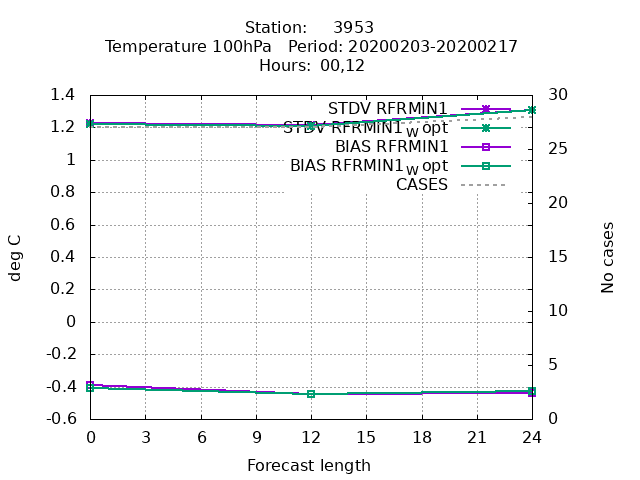 Station: 3953
Temperature 100hPa Period: 20200203-20200217
Hours: 00,12
1.4
1.2
1
0.8
0.6
0.4
0.2
0
-0.2
-0.4
-0.6
30
25
20
15
10
5
0
STDV RFRMIN1
STDV RFRMIN1_W opt
BIAS RFRMIN1
BIAS RFRMIN1_W opt
CASES
deg C
No cases
0 3 6 9 12 15 18 21 24
Forecast length